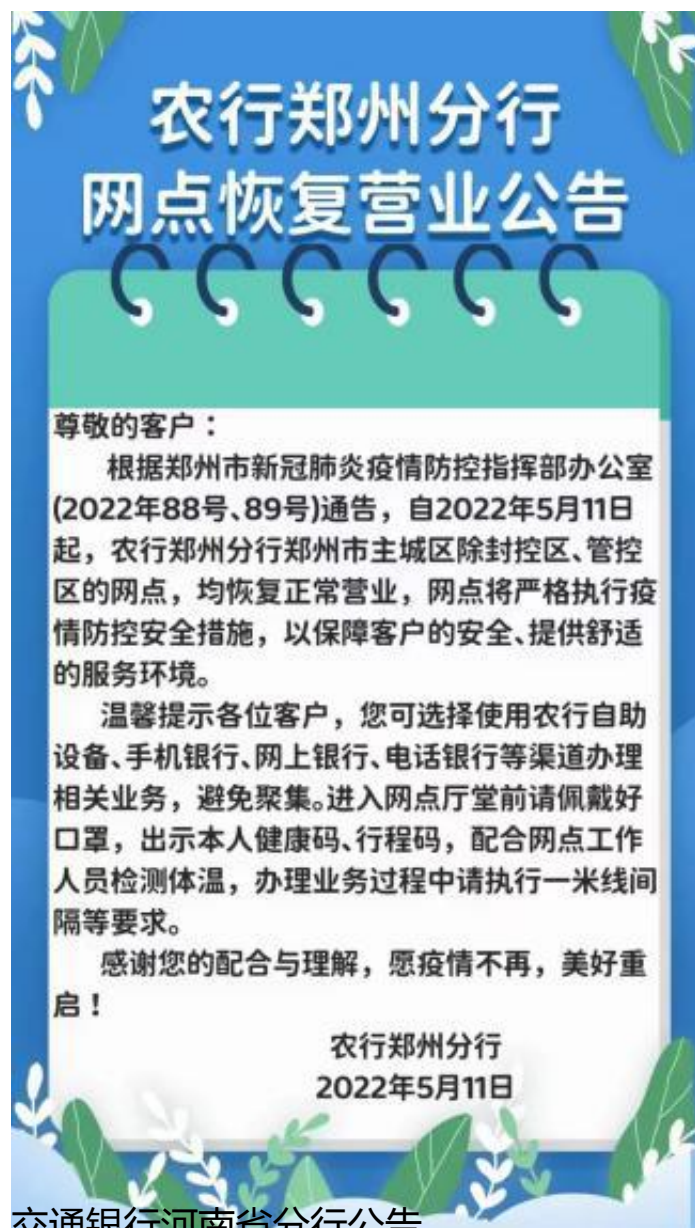 农行郑州分行
网点恢复营业公告
尊敬的客户：
根据郑州市新冠肺炎疫情防控指挥部办公室
(2022年88号、89号)通告，自2022年5月11日
起，农行郑州分行郑州市主城区除封控区、管控
区的网点，均恢复正常营业，网点将严格执行疫
情防控安全措施，以保障客户的安全、提供舒适
的服务环境。
温馨提示各位客户，您可选择使用农行自助
设备、手机银行、网上银行、电话银行等渠道办理
相关业务，避免聚集。进入网点厅堂前请佩戴好
口罩，出示本人健康码、行程码，配合网点工作
人员检测体温，办理业务过程中请执行一米线间
隔等要求。
感谢您的配合与理解，愿疫情不再，美好重
启！
农行郑州分行
2022年5月11日
交通银行河南省分行公告